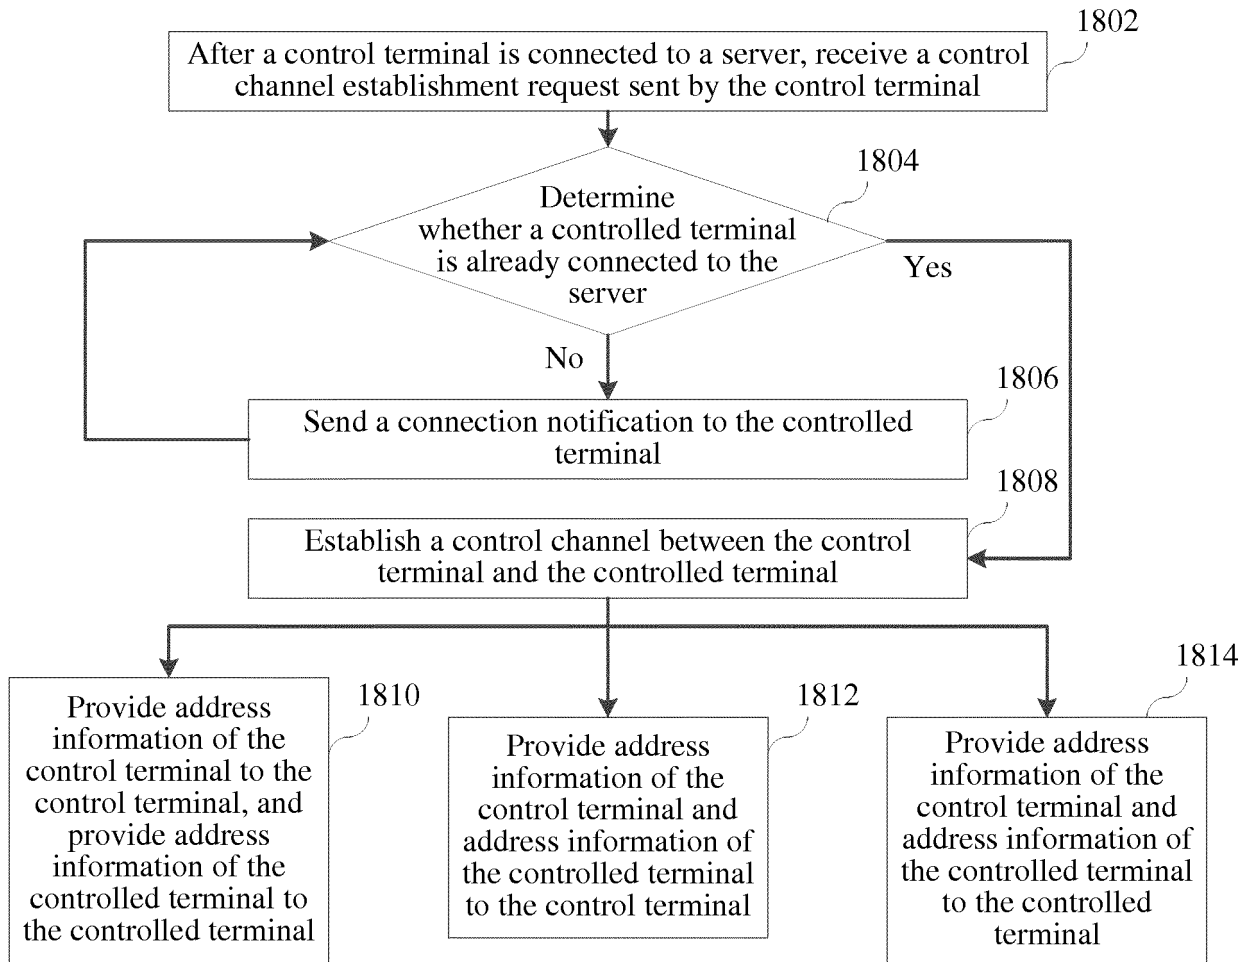 1802
After a control terminal is connected to a server, receive a control
channel establishment request sent by the control terminal
1804
Determine
whether a controlled terminal
is already connected to the
server
Yes
No
1806
Send a connection notification to the controlled
terminal
1808
Establish a control channel between the control
terminal and the controlled terminal
1810
Provide address
information of the
control terminal to the
control terminal, and
provide address
information of the
controlled terminal to
the controlled terminal
1812
Provide address
information of the
control terminal and
address information of
the controlled terminal
to the control terminal
1814
Provide address
information of the
control terminal and
address information of
the controlled terminal
to the controlled
terminal